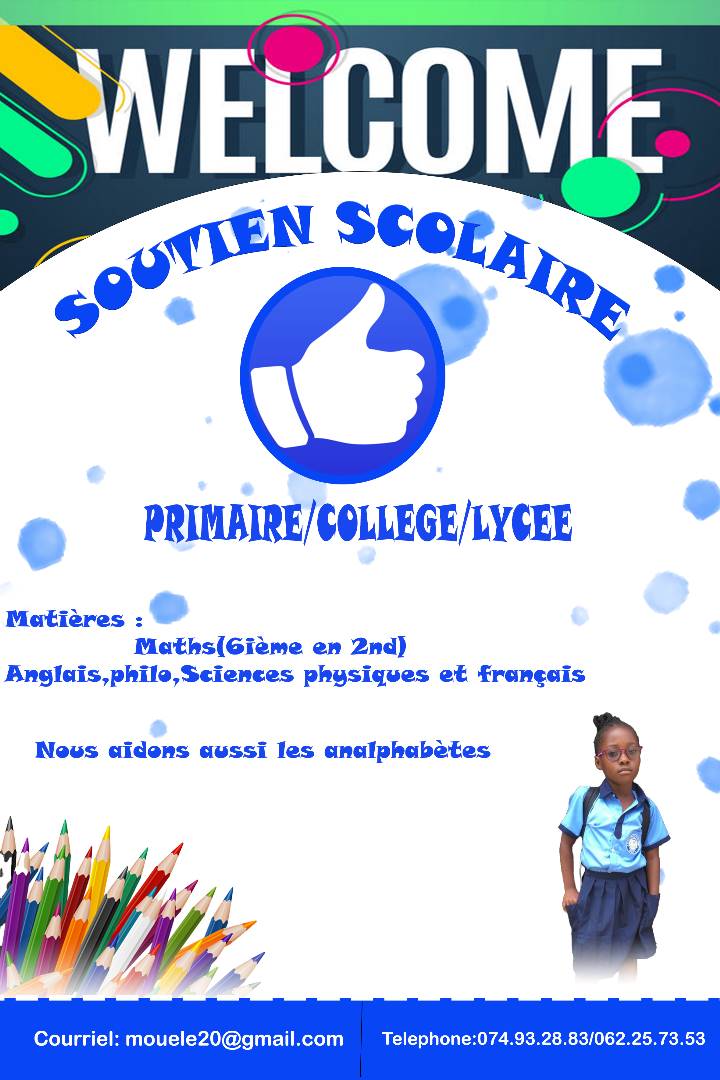 WELCOME
SOUTIEN SCOLAIRE
PRIMAIRE/COLLEGE/LYCEE
Matières :
Maths(6ième en 2nd)
Anglais,philo,Sciences physiques et français
Nous aidons aussi les analphabètes
Courriel: mouele20@gmail.com
Telephone:074.93.28.83/062.25.73.53